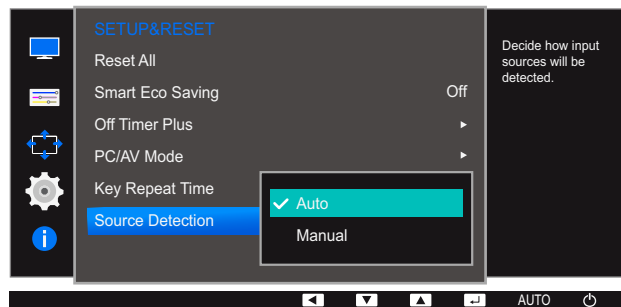 SETUP&RESET
Reset All
Smart Eco Saving Off
Off Timer Plus
PC/AV Mode
Key Repeat Time
Source Detection
Auto
Manual
Decide how input
sources will be
detected.
AUTO